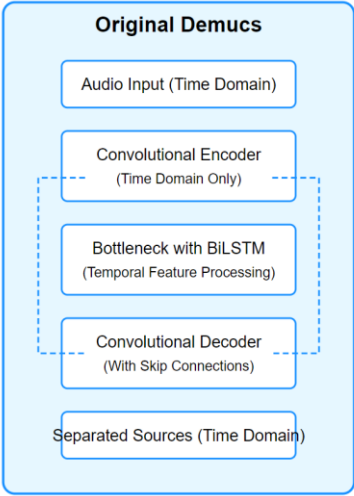 Original Demucs
Audio Input (Time Domain)
Convolutional Encoder
(Time Domain Only)
Bottleneck with BiLSTM
(Temporal Feature Processing)
Convolutional Decoder
(With Skip Connections)
Separated Sources (Time Domain)